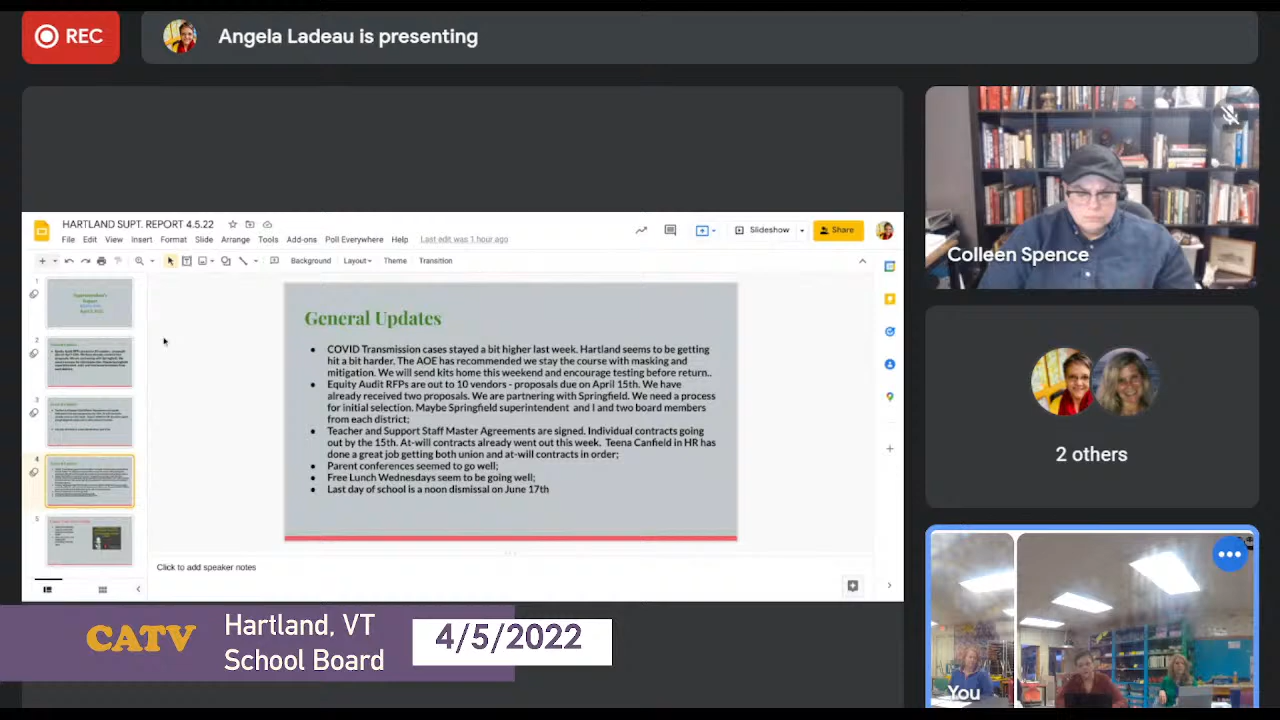 REC
Angela Ladeau is presenting
HARTLAND SUPT. REPORT 4.5.22
File Edit View Insert Format Slide Arrange Tools Add-ons Poll Everywhere Help Last edit was 1 hour ago
Slideshow
Share
Background Layout Theme Transition
1
2
3
4
5
General Updates
• COVID Transmission cases stayed a bit higher last week. Hartland seems to be getting
hit a bit harder. The AOE has recommended we stay the course with masking and
mitigation. We will send kits home this weekend and encourage testing before return..
• Equity Audit RFPs are out to 10 vendors - proposals due on April 15th. We have
already received two proposals. We are partnering with Springfield. We need a process
for initial selection. Maybe Springfield superintendent and I and two board members
from each district;
• Teacher and Support Staff Master Agreements are signed. Individual contracts going
out by the 15th. At-will contracts already went out this week. Teena Canfield in HR has
done a great job getting both union and at-will contracts in order;
• Parent conferences seemed to go well;
• Free Lunch Wednesdays seem to be going well;
• Last day of school is a noon dismissal on June 17th
Click to add speaker notes
Colleen Spence
2 others
You
CATV
Hartland, VT
School Board
4/5/2022